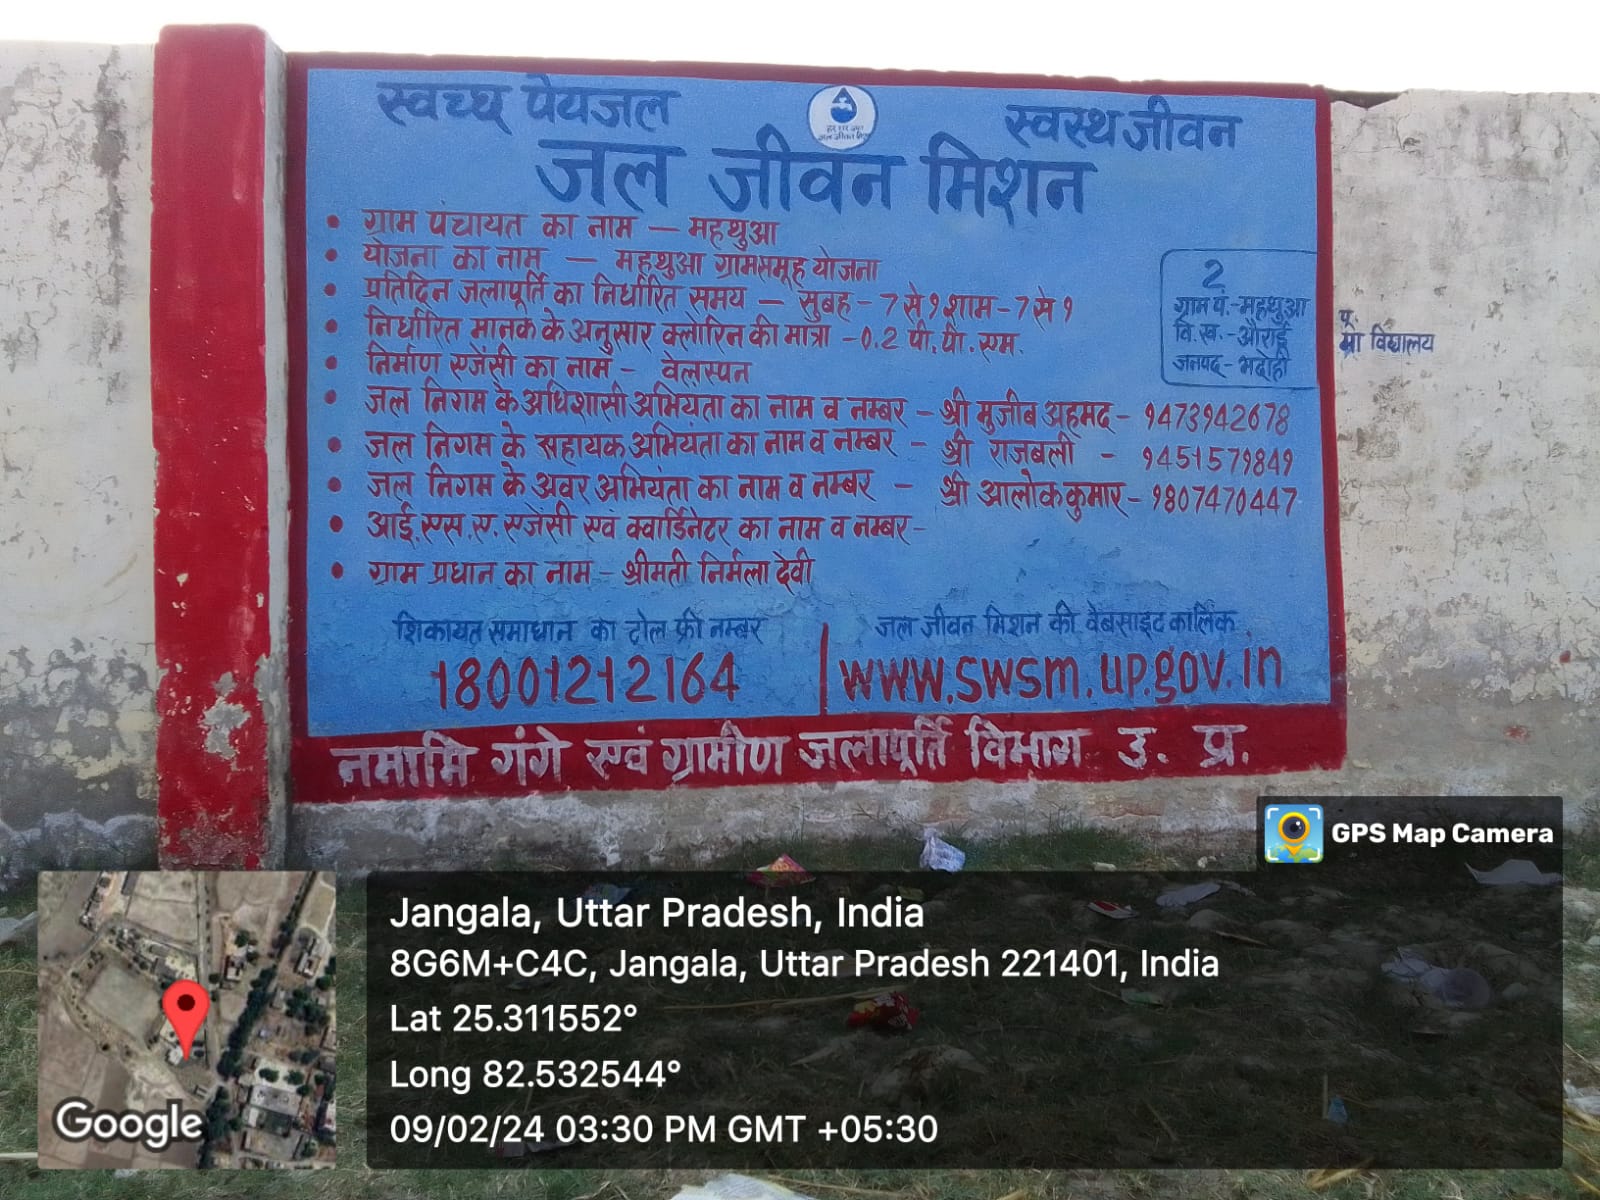 स्वच्छ पेयजल
स्वस्थ जीवन
हर घर जल
जल जीवन मिशन
जल जीवन मिशन
• ग्राम पंचायत का नाम – महथुआ
• योजना का नाम – महथुआ ग्रामसमूह योजना
• प्रतिदिन जलापूर्ति का निर्धारित समय – सुबह – 7 से 9 शाम – 7 से 9
• निर्धारित मानक के अनुसार क्लोरिन की मात्रा – 0.2 पी. पी. एम.
• निर्माण एजेंसी का नाम – वेलस्पन
• जल निगम के अधिशासी अभियंता का नाम व नम्बर – श्री मुजीब अहमद – 9473942678
• जल निगम के सहायक अभियंता का नाम व नम्बर – श्री राजबली – 9451579849
• जल निगम के अवर अभियंता का नाम व नम्बर – श्री आलोक कुमार – 9807470447
• आई. एस. ए. एजेंसी एवं क्वार्डिनेटर का नाम व नम्बर –
• ग्राम प्रधान का नाम – श्रीमती निर्मला देवी
2
ग्राम पं. – महथुआ
वि. ख. – औराई
जनपद – भदोही
प्रा विद्यालय
शिकायत समाधान का टोल फ्री नम्बर
18001212164
जल जीवन मिशन की वेबसाइट का लिंक
www.swsm.up.gov.in
नमामि गंगे एवं ग्रामीण जलापूर्ति विभाग उ. प्र.
GPS Map Camera
Jangala, Uttar Pradesh, India
8G6M+C4C, Jangala, Uttar Pradesh 221401, India
Lat 25.311552°
Long 82.532544°
09/02/24 03:30 PM GMT +05:30
Google